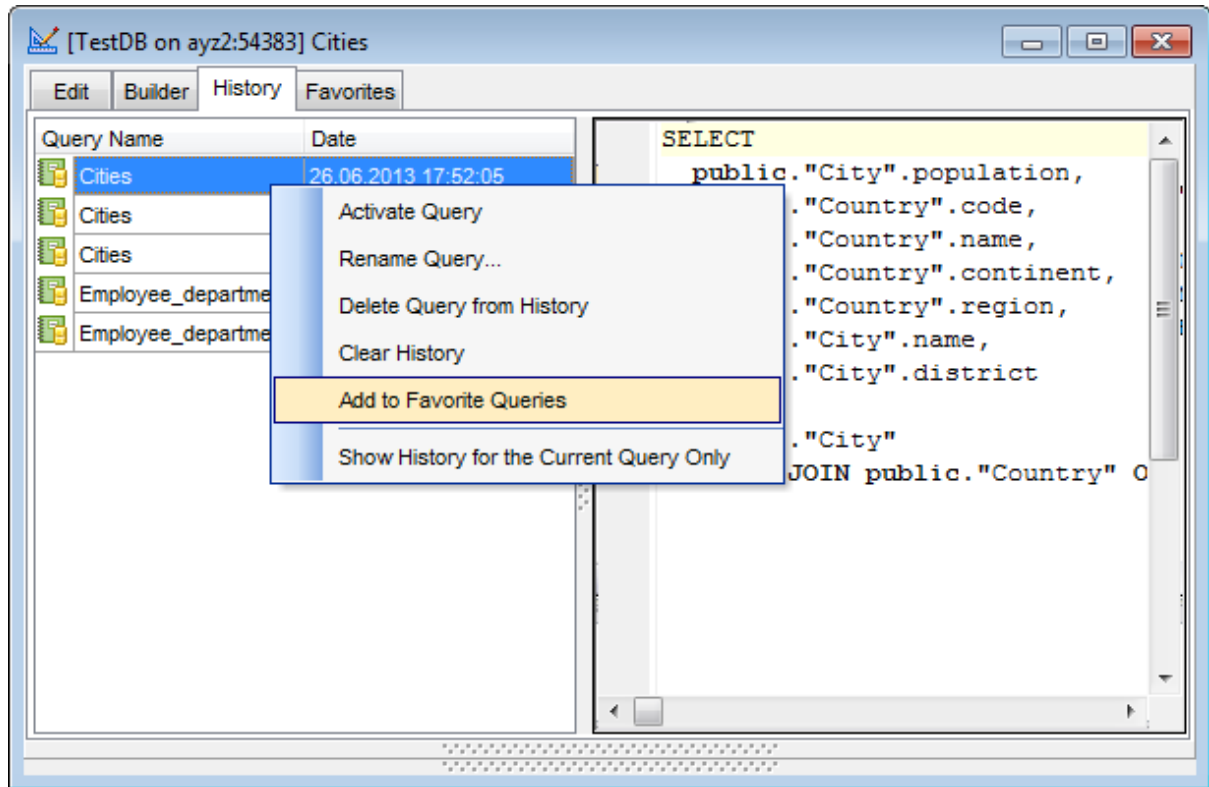 [TestDB on ayz2:54383] Cities
Edit Builder History Favorites
Query Name Date
Cities 26.06.2013 17:52:05
Cities
Cities
Employee_departme
Employee_departme
Activate Query
Rename Query...
Delete Query from History
Clear History
Add to Favorite Queries
Show History for the Current Query Only
SELECT
public."City".population,
."Country".code,
."Country".name,
."Country".continent,
."Country".region,
."City".name,
."City".district
."City"
JOIN public."Country" O